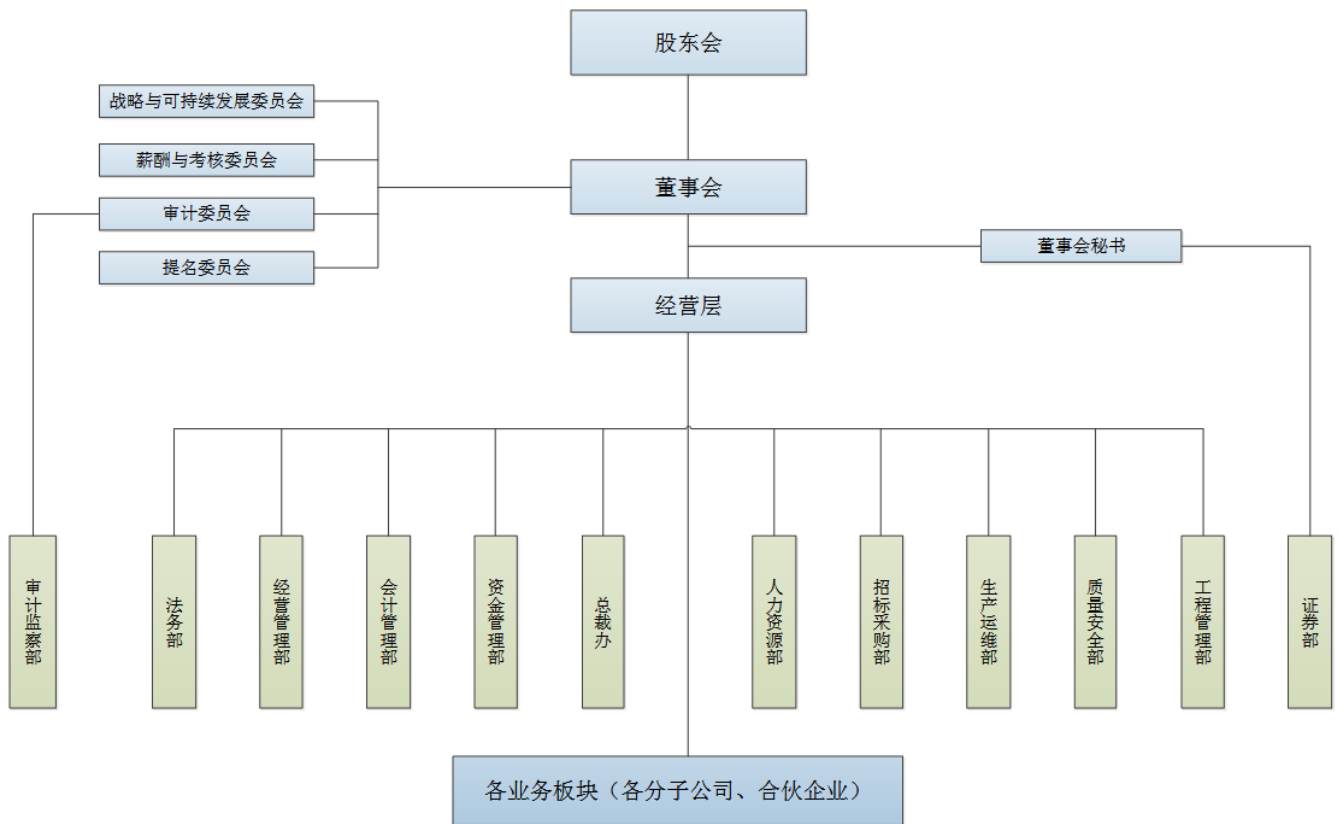 股东会
战略与可持续发展委员会
薪酬与考核委员会
董事会
审计委员会
董事会秘书
提名委员会
经营层
审计监察部
法务部
经营管理部
会计管理部
资金管理部
总裁办
人力资源部
招标采购部
生产运维部
质量安全部
工程管理部
证券部
各业务板块（各分子公司、合伙企业）